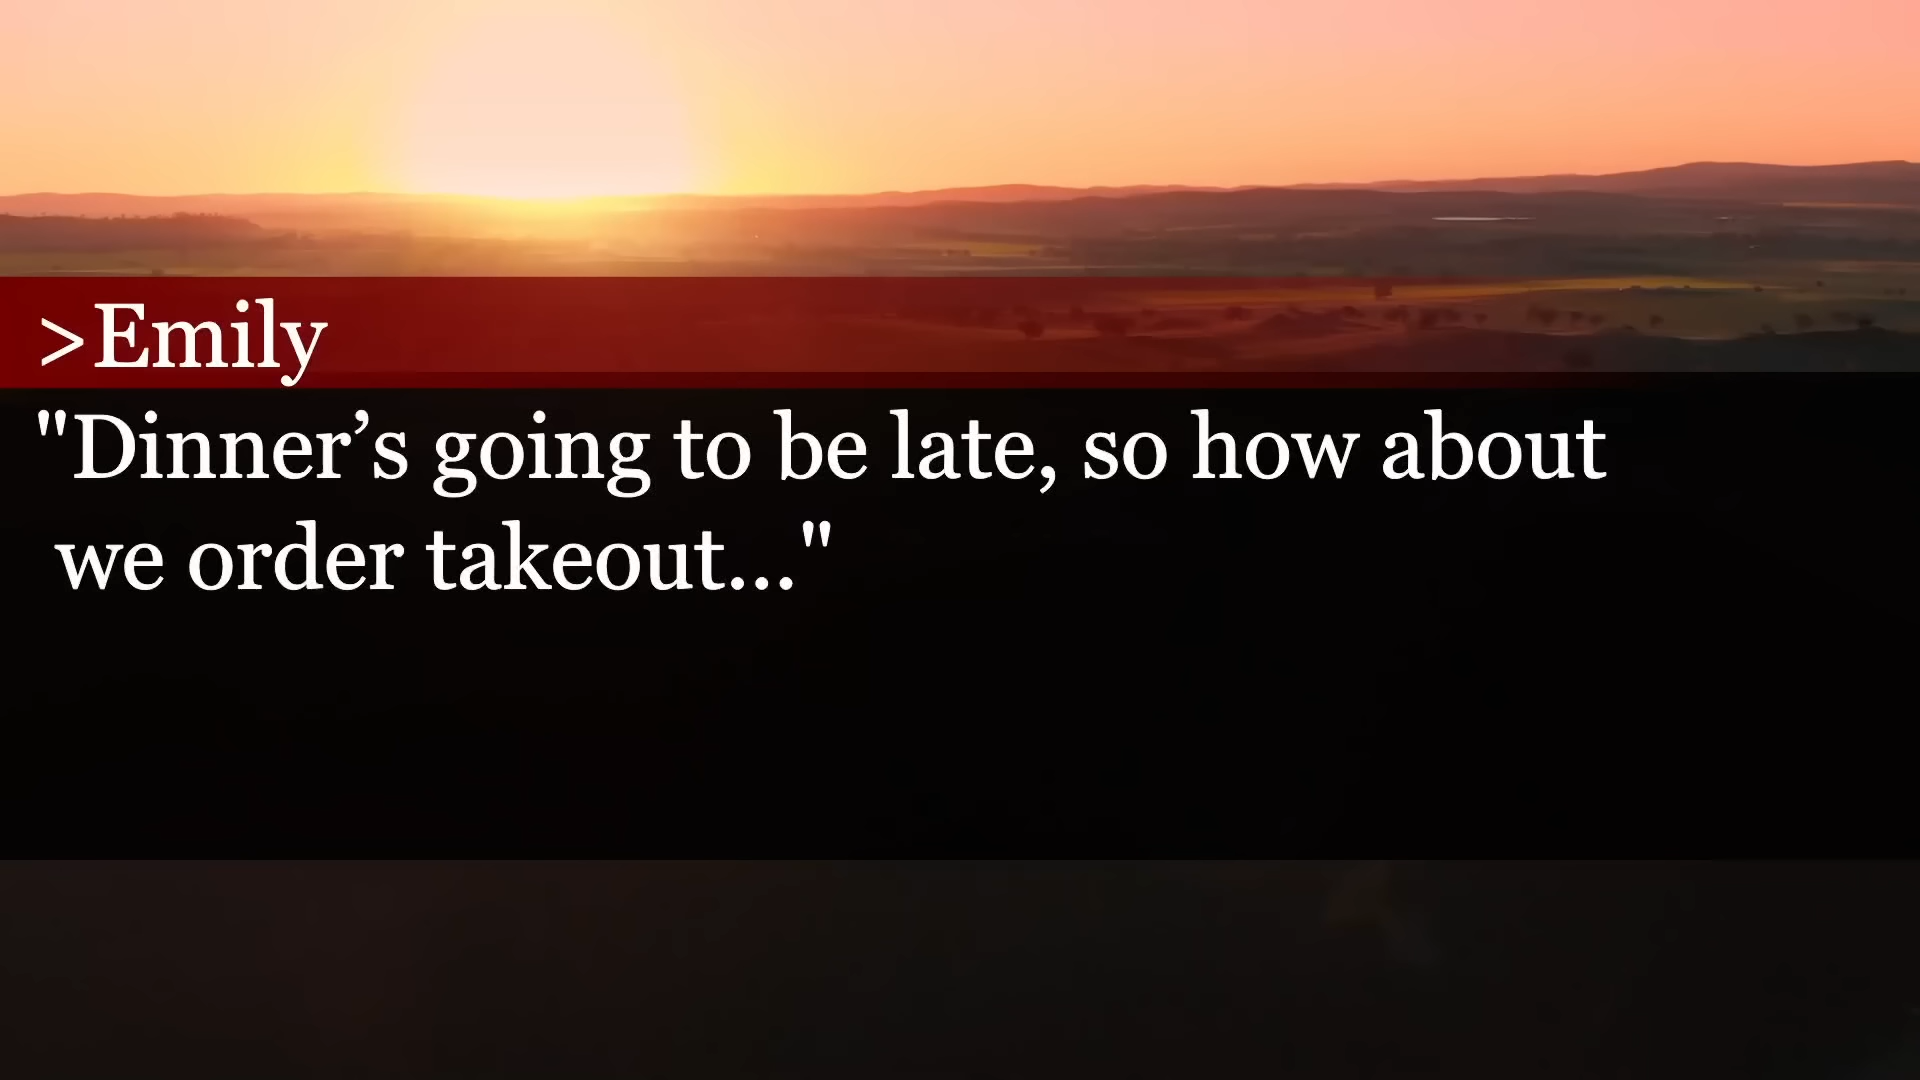 >Emily
"Dinner’s going to be late, so how about
we order takeout..."